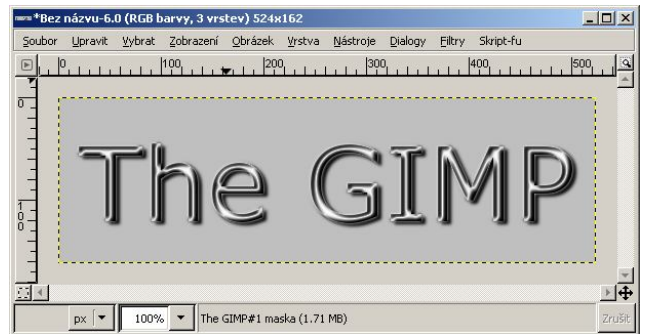 *Bez názvu-6.0 (RGB barvy, 3 vrstev) 524x162
Soubor Upravit Vybrat Zobrazení Obrázek Vrstva Nástroje Dialogy Filtry Skript-fu
0 100 200 300 400 500
0
100
The GIMP
px 100% The GIMP#1 maska (1.71 MB) Zrušit